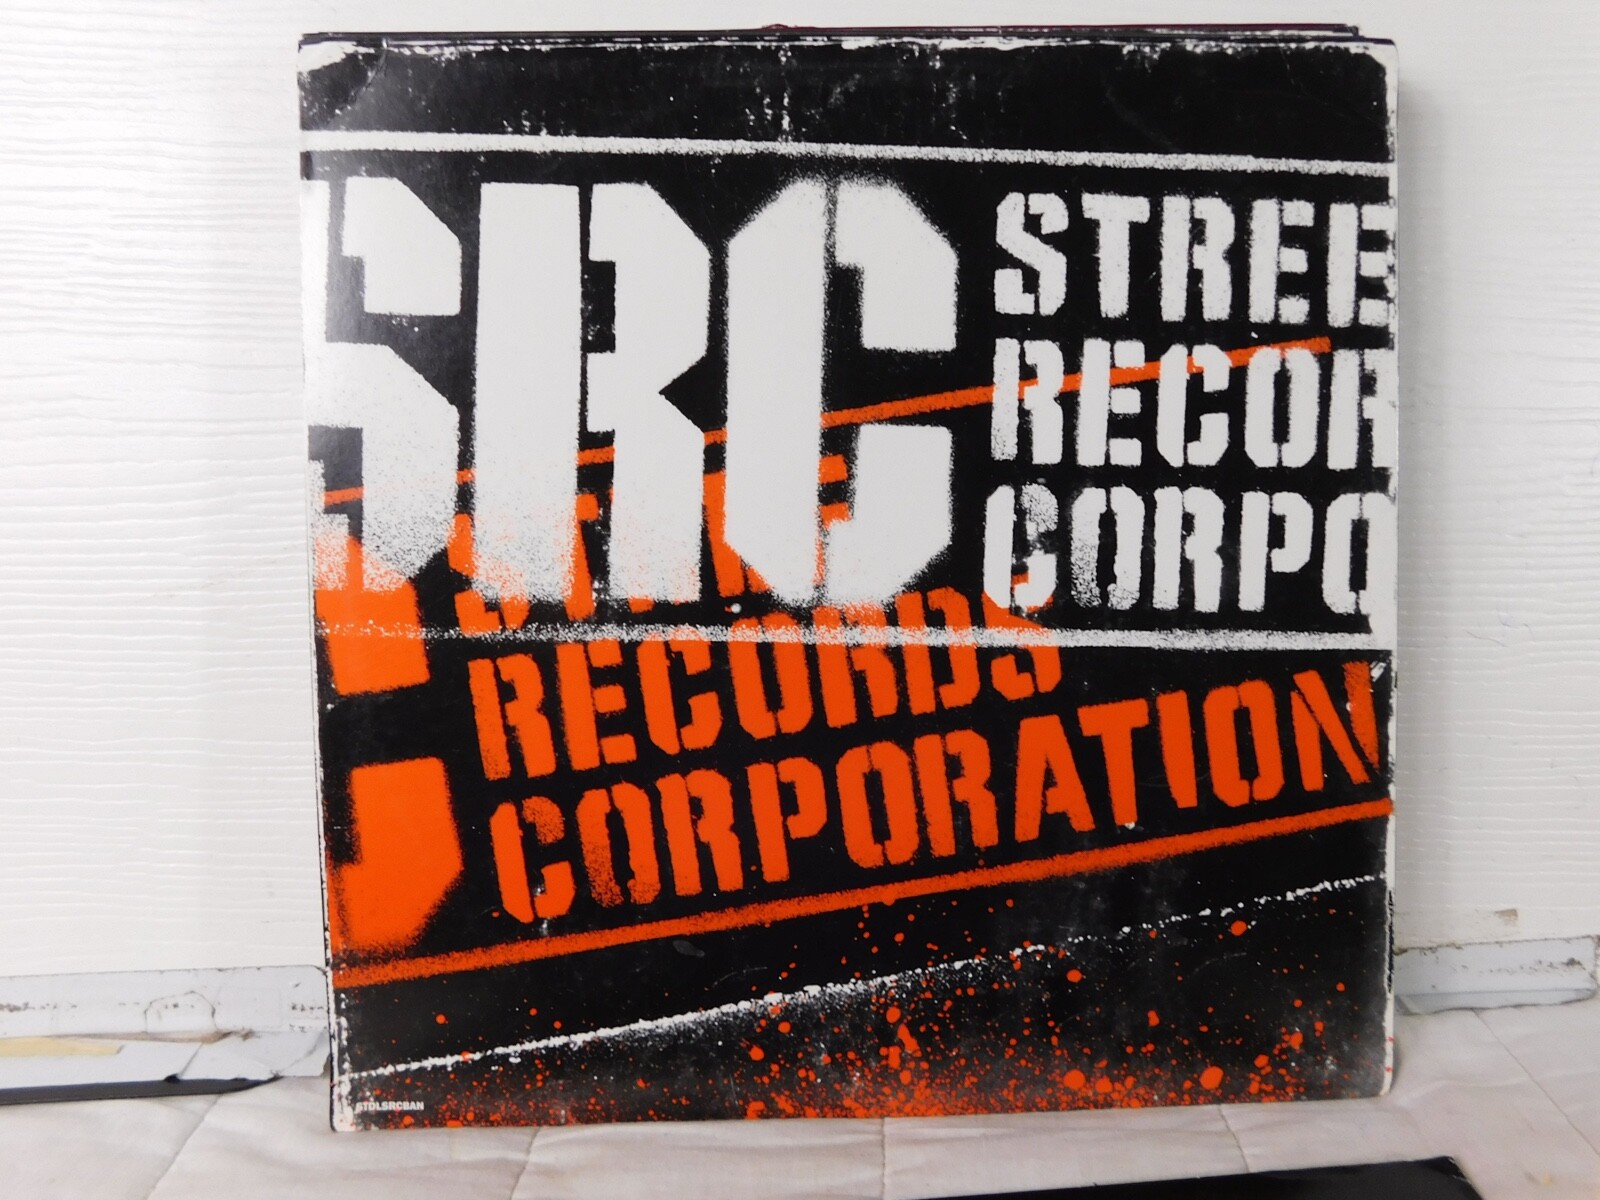 SRC
STREE
RECOR
CORPO
RECORDS
CORPORATION
STDLSRCBAN